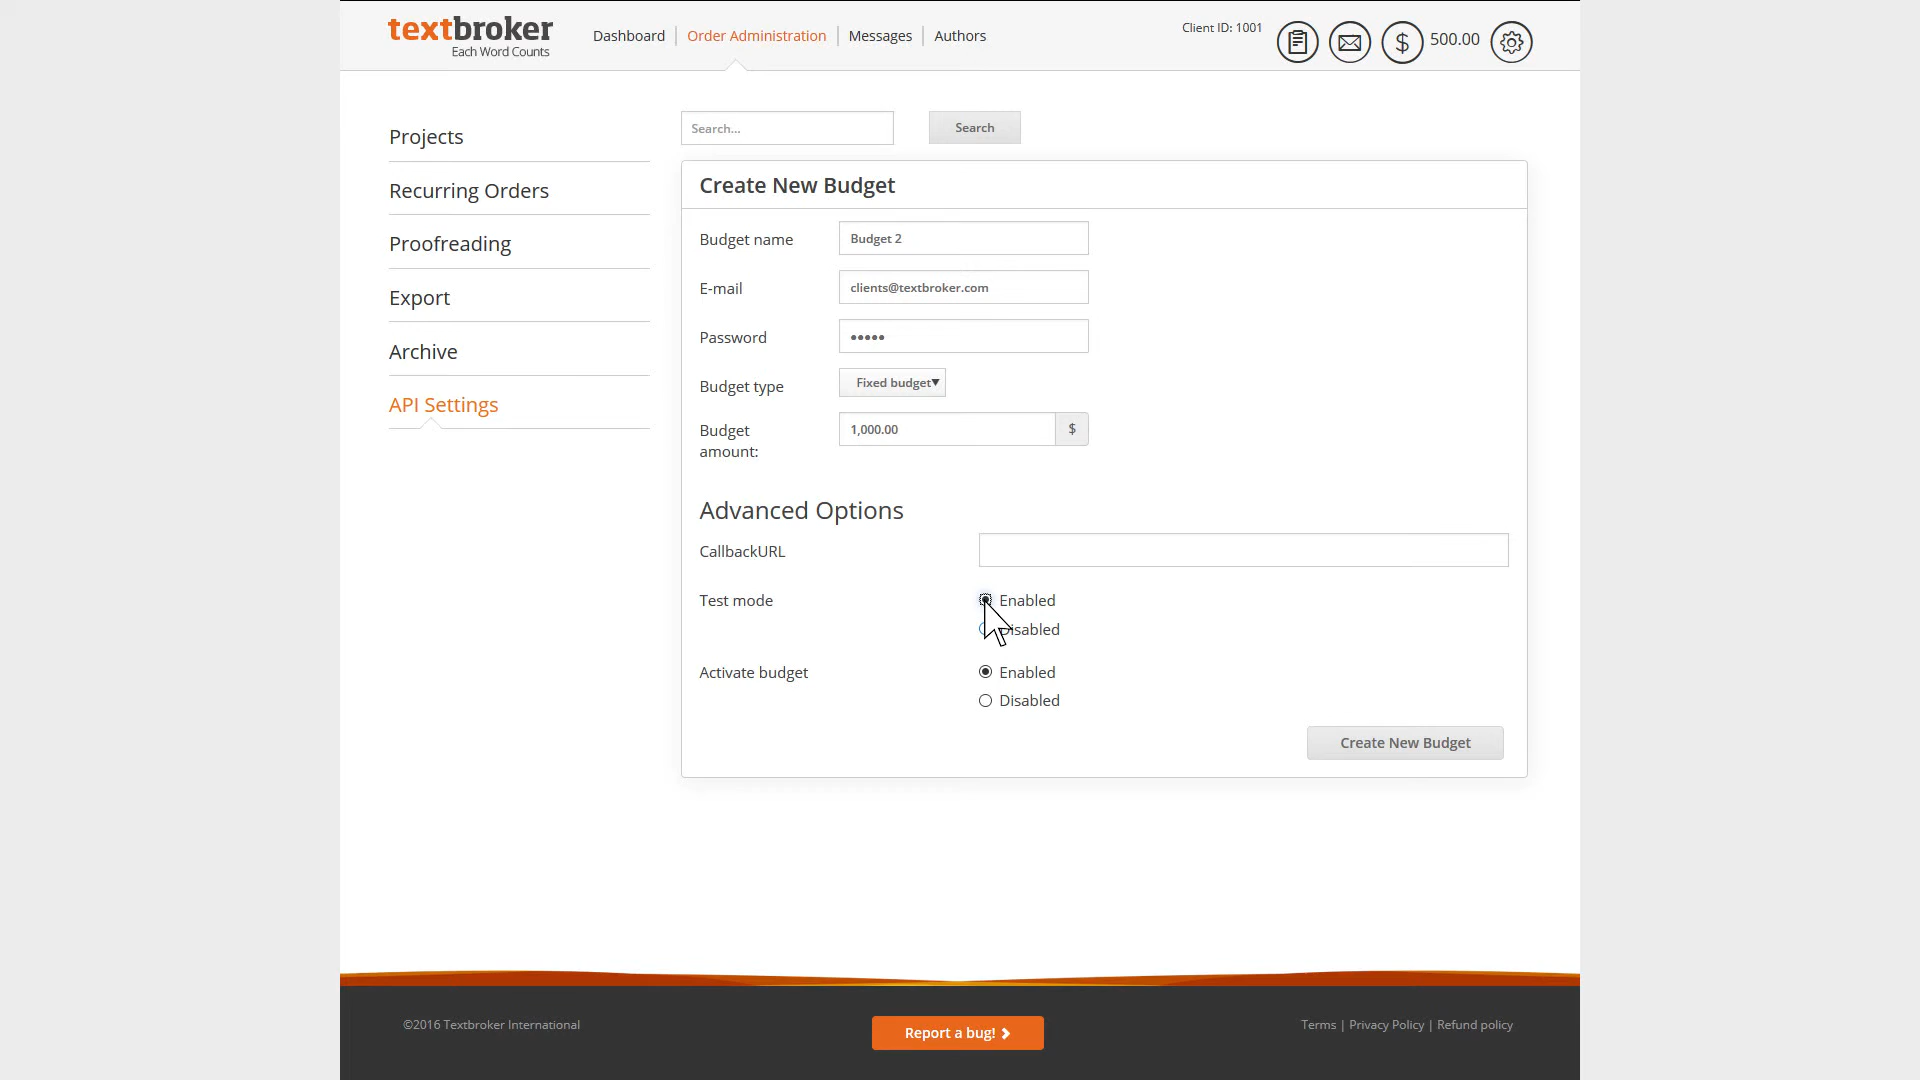 textbroker
Each Word Counts
Dashboard
Order Administration
Messages
Authors
Client ID: 1001
$
500.00
Projects
Recurring Orders
Proofreading
Export
Archive
API Settings
Search...
Search
Create New Budget
Budget name
Budget 2
E-mail
clients@textbroker.com
Password
•••••
Budget type
Fixed budget▼
Budget
amount:
1,000.00
$
Advanced Options
CallbackURL
Test mode
Enabled
Disabled
Activate budget
Enabled
Disabled
Create New Budget
©2016 Textbroker International
Report a bug!
Terms | Privacy Policy | Refund policy